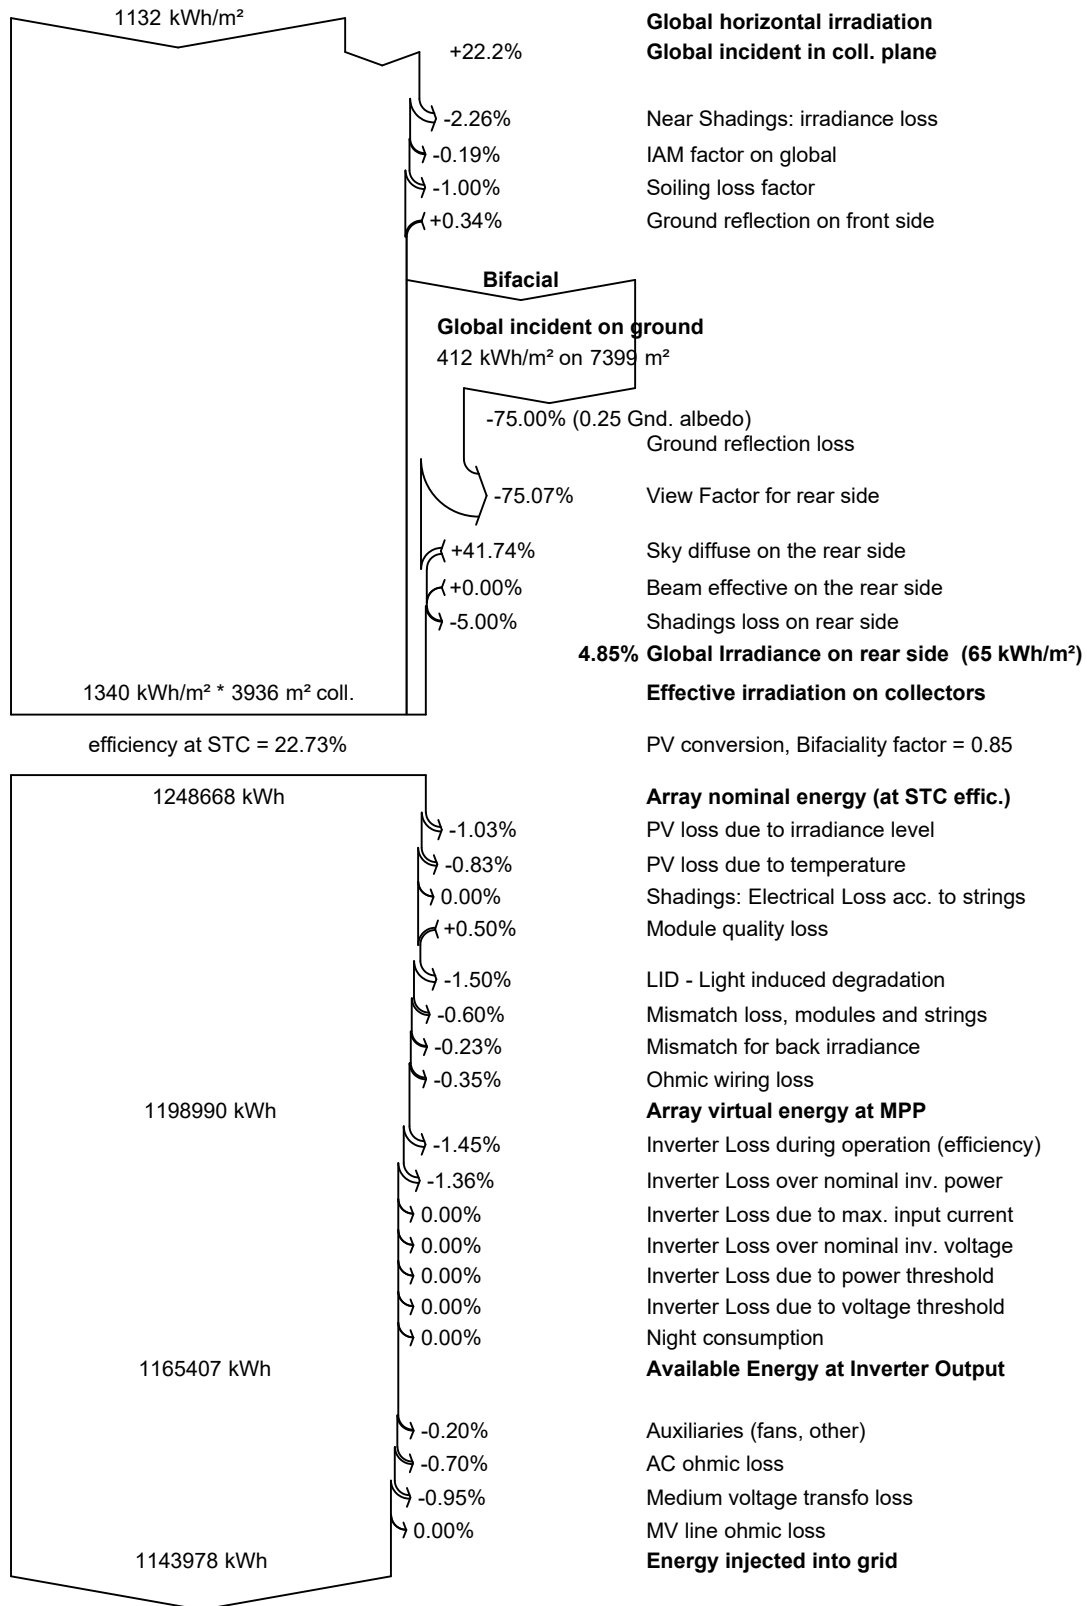 1132 kWh/m² Global horizontal irradiation
+22.2% Global incident in coll. plane
-2.26% Near Shadings: irradiance loss
-0.19% IAM factor on global
-1.00% Soiling loss factor
+0.34% Ground reflection on front side
Bifacial
Global incident on ground
412 kWh/m² on 7399 m²
-75.00% (0.25 Gnd. albedo)
Ground reflection loss
-75.07% View Factor for rear side
+41.74% Sky diffuse on the rear side
+0.00% Beam effective on the rear side
-5.00% Shadings loss on rear side
4.85% Global Irradiance on rear side (65 kWh/m²)
1340 kWh/m² * 3936 m² coll. Effective irradiation on collectors
efficiency at STC = 22.73% PV conversion, Bifaciality factor = 0.85
1248668 kWh Array nominal energy (at STC effic.)
-1.03% PV loss due to irradiance level
-0.83% PV loss due to temperature
0.00% Shadings: Electrical Loss acc. to strings
+0.50% Module quality loss
-1.50% LID - Light induced degradation
-0.60% Mismatch loss, modules and strings
-0.23% Mismatch for back irradiance
-0.35% Ohmic wiring loss
1198990 kWh Array virtual energy at MPP
-1.45% Inverter Loss during operation (efficiency)
-1.36% Inverter Loss over nominal inv. power
0.00% Inverter Loss due to max. input current
0.00% Inverter Loss over nominal inv. voltage
0.00% Inverter Loss due to power threshold
0.00% Inverter Loss due to voltage threshold
0.00% Night consumption
1165407 kWh Available Energy at Inverter Output
-0.20% Auxiliaries (fans, other)
-0.70% AC ohmic loss
-0.95% Medium voltage transfo loss
0.00% MV line ohmic loss
1143978 kWh Energy injected into grid